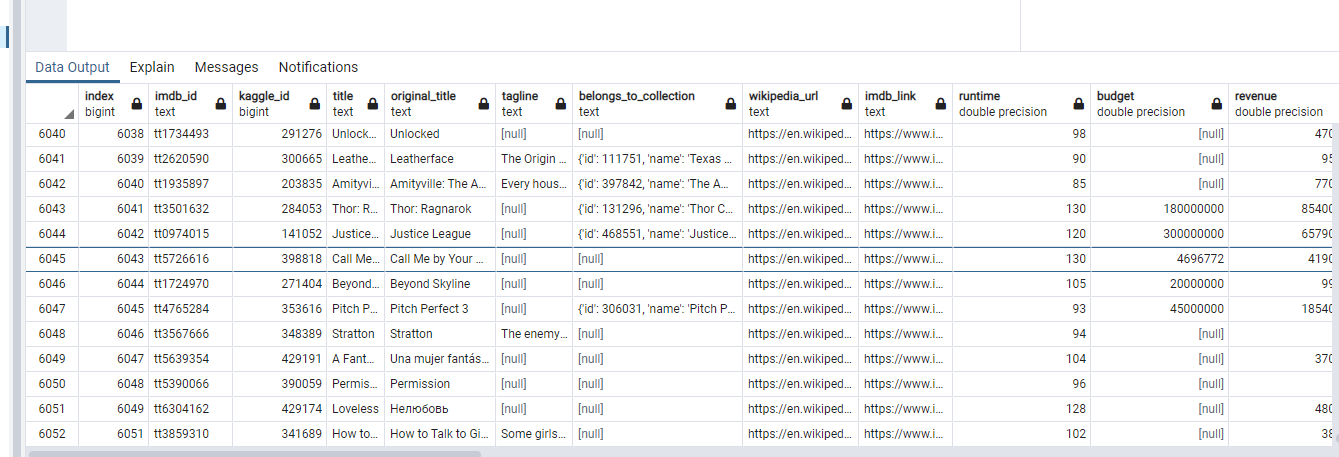 Data Output Explain Messages Notifications
index imdb_id kaggle_id title original_title tagline belongs_to_collection wikipedia_url imdb_link runtime budget revenue
bigint text bigint text text text text text text double precision double precision double precision
6040 6038 tt1734493 291276 Unlock... Unlocked [null] [null] https://en.wikiped... https://www.i... 98 [null] 470
6041 6039 tt2620590 300665 Leathe... Leatherface The Origin ... {'id': 111751, 'name': 'Texas ... https://en.wikiped... https://www.i... 90 [null] 95
6042 6040 tt1935897 203835 Amityvi... Amityville: The A... Every hous... {'id': 397842, 'name': 'The A... https://en.wikiped... https://www.i... 85 [null] 770
6043 6041 tt3501632 284053 Thor: R... Thor: Ragnarok [null] {'id': 131296, 'name': 'Thor C... https://en.wikiped... https://www.i... 130 180000000 85400
6044 6042 tt0974015 141052 Justice... Justice League [null] {'id': 468551, 'name': 'Justice... https://en.wikiped... https://www.i... 120 300000000 65790
6045 6043 tt5726616 398818 Call Me... Call Me by Your ... [null] [null] https://en.wikiped... https://www.i... 130 4696772 4190
6046 6044 tt1724970 271404 Beyond... Beyond Skyline [null] [null] https://en.wikiped... https://www.i... 105 20000000 99
6047 6045 tt4765284 353616 Pitch P... Pitch Perfect 3 [null] {'id': 306031, 'name': 'Pitch P... https://en.wikiped... https://www.i... 93 45000000 18540
6048 6046 tt3567666 348389 Stratton Stratton The enemy... [null] https://en.wikiped... https://www.i... 94 [null]
6049 6047 tt5639354 429191 A Fant... Una mujer fantás... [null] [null] https://en.wikiped... https://www.i... 104 [null] 370
6050 6048 tt5390066 390059 Permis... Permission [null] [null] https://en.wikiped... https://www.i... 96 [null]
6051 6049 tt6304162 429174 Loveless Нелюбовь [null] [null] https://en.wikiped... https://www.i... 128 [null] 480
6052 6051 tt3859310 341689 How to... How to Talk to Gi... Some girls... [null] https://en.wikiped... https://www.i... 102 [null] 38